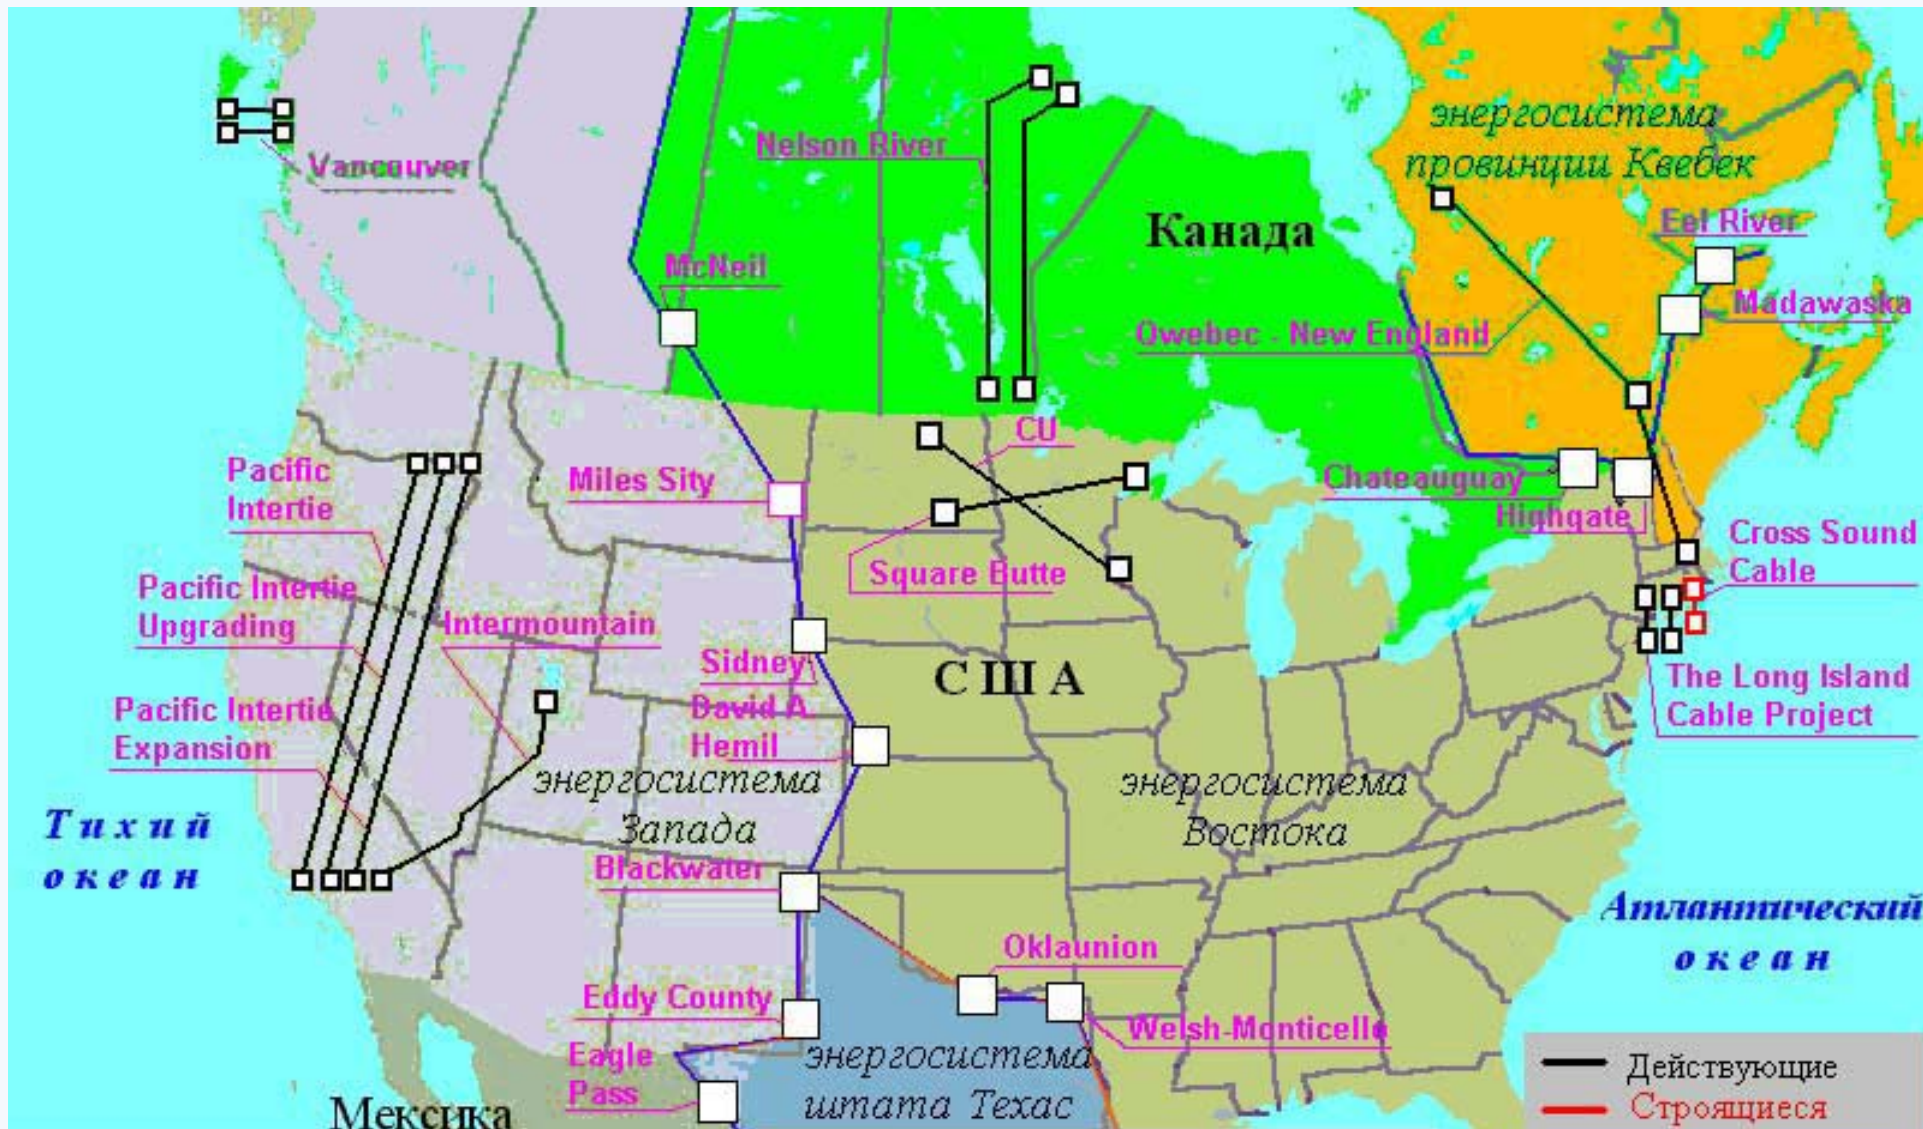 энергосистема
провинции Квебек
Nelson River
Vancouver
Канада
Eel River
McNeil
Madawaska
Qwebec - New England
CU
Pacific
Intertie
Miles Sity
Chateauguay
Highgate
Cross Sound
Cable
Square Butte
Pacific Intertie
Upgrading
Intermountain
Sidney
США
The Long Island
Cable Project
David A.
Hemil
Pacific Intertie
Expansion
энергосистема
Запада
энергосистема
Востока
Тихий
океан
Blackwater
Атлантический
океан
Oklaunion
Eddy County
Welsh-Monticello
Eagle
Pass
энергосистема
штата Техас
Мексика
Действующие
Строящиеся